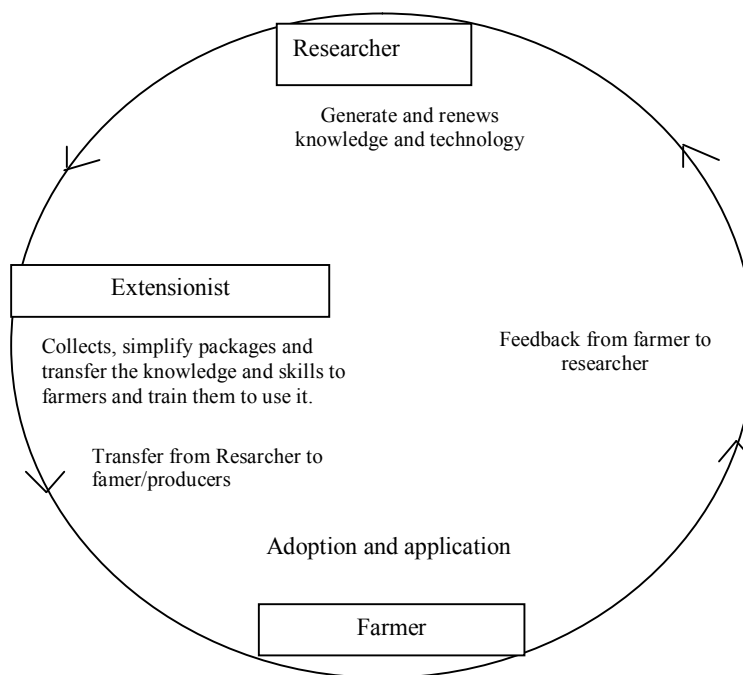 Researcher
Generate and renews
knowledge and technology
Extensionist
Collects, simplify packages and
transfer the knowledge and skills to
farmers and train them to use it.
Feedback from farmer to
researcher
Transfer from Resarcher to
famer/producers
Adoption and application
Farmer